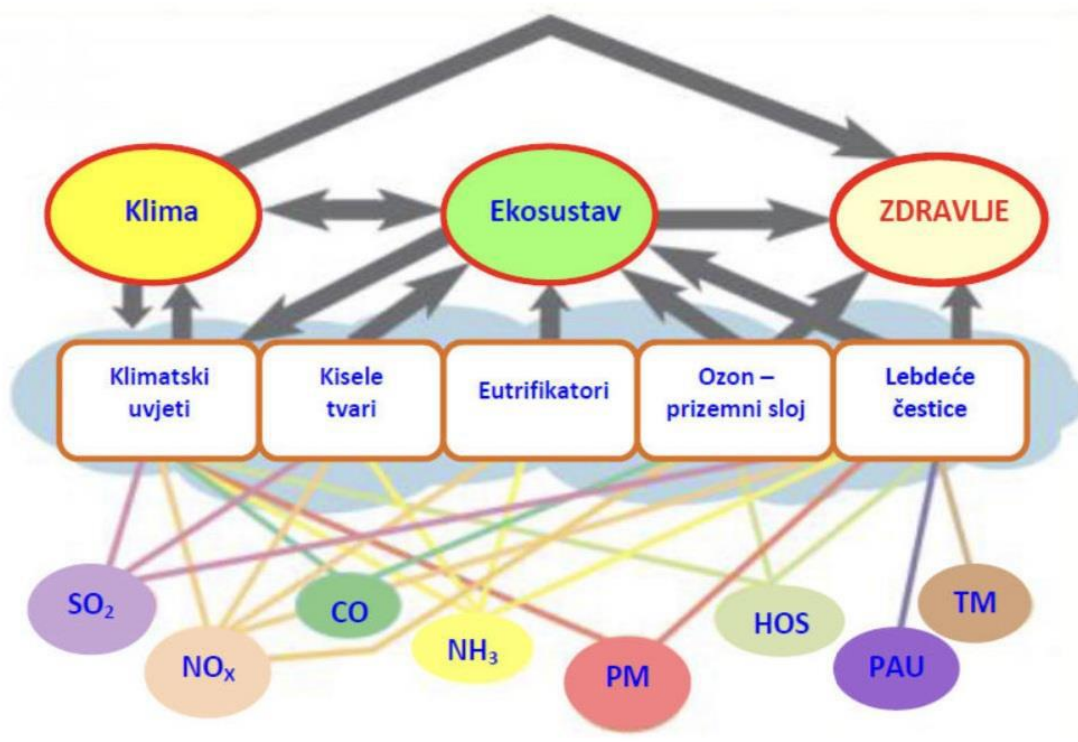 Klima
Ekosustav
ZDRAVLJE
Klimatski
uvjeti
Kisele
tvari
Eutrifikatori
Ozon –
prizemni sloj
Lebdeće
čestice
SO₂
NOₓ
CO
NH₃
PM
HOS
PAU
TM